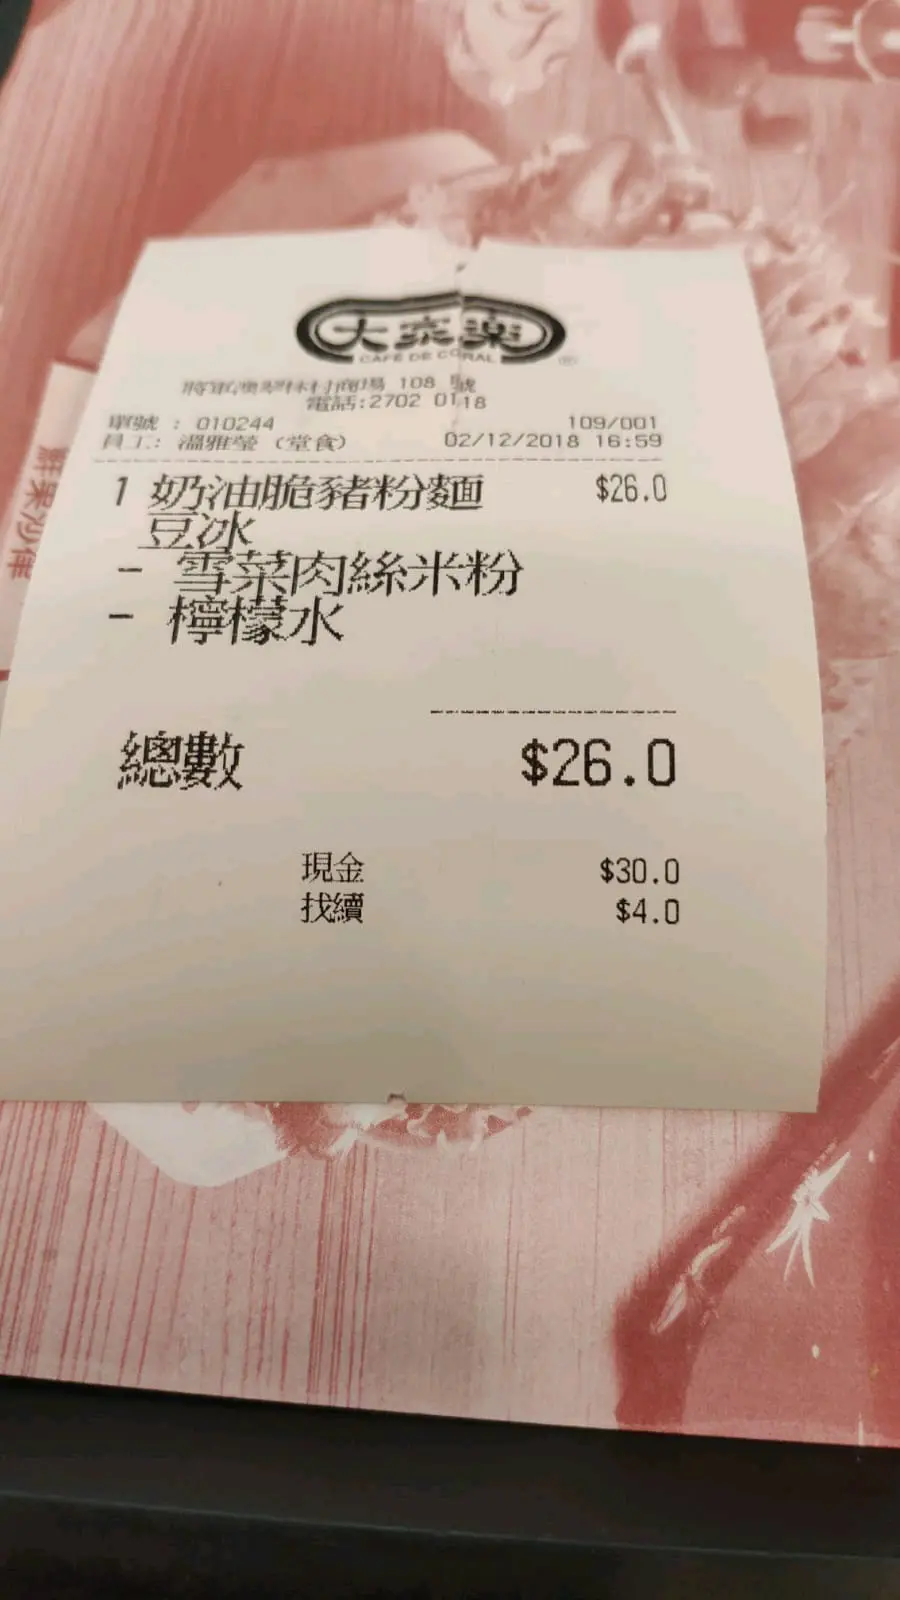 大家樂
CAFÉ DE CORAL
®
將軍澳翠林村商場 108 號
電話:2702 0118
單號 : 010244 109/001
員工: 溫雅瑩 (堂食) 02/12/2018 16:59
1 奶油脆豬粉麵 $26.0
豆冰
- 雪菜肉絲米粉
- 檸檬水
總數 $26.0
現金 $30.0
找續 $4.0
鮮果沙律